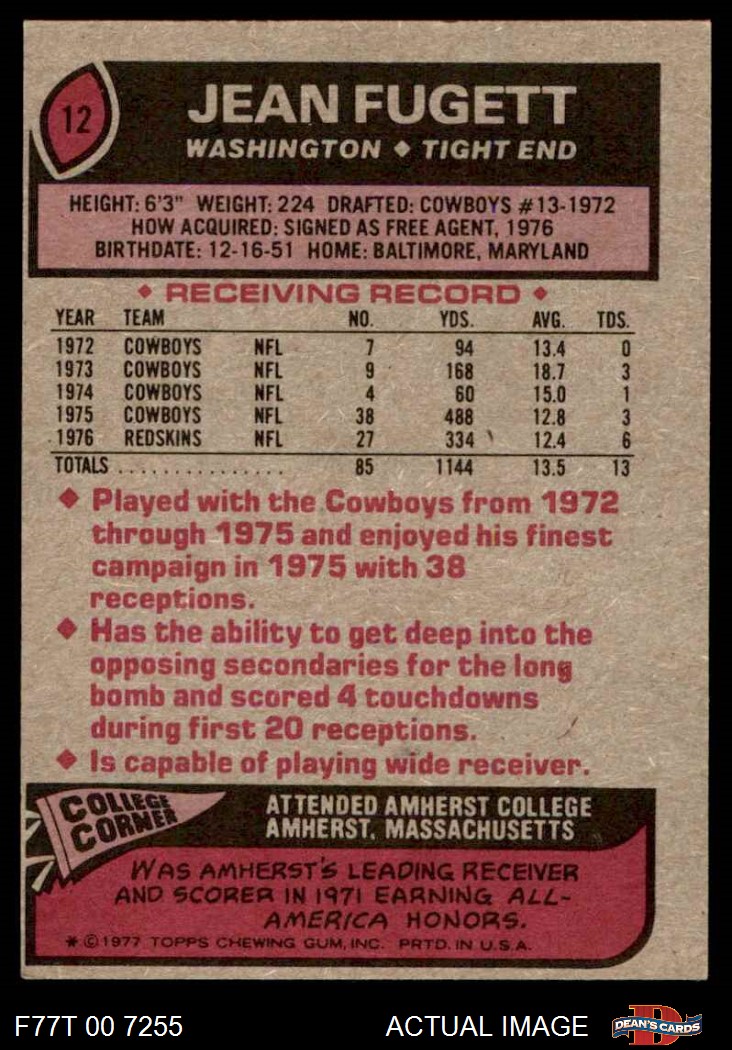 12
JEAN FUGETT
WASHINGTON ◆ TIGHT END
HEIGHT: 6'3" WEIGHT: 224 DRAFTED: COWBOYS #13-1972
HOW ACQUIRED: SIGNED AS FREE AGENT, 1976
BIRTHDATE: 12-16-51 HOME: BALTIMORE, MARYLAND
◆ RECEIVING RECORD ◆
YEAR TEAM NO. YDS. AVG. TDS.
1972 COWBOYS NFL 7 94 13.4 0
1973 COWBOYS NFL 9 168 18.7 3
1974 COWBOYS NFL 4 60 15.0 1
1975 COWBOYS NFL 38 488 12.8 3
1976 REDSKINS NFL 27 334 12.4 6
TOTALS . . . . . . . . . . . . . . . 85 1144 13.5 13
◆ Played with the Cowboys from 1972
through 1975 and enjoyed his finest
campaign in 1975 with 38
receptions.
◆ Has the ability to get deep into the
opposing secondaries for the long
bomb and scored 4 touchdowns
during first 20 receptions.
◆ Is capable of playing wide receiver.
COLLEGE
CORNER
ATTENDED AMHERST COLLEGE
AMHERST, MASSACHUSETTS
WAS AMHERST'S LEADING RECEIVER
AND SCORER IN 1971 EARNING ALL-
AMERICA HONORS.
* © 1977 TOPPS CHEWING GUM, INC. PRTD. IN U.S.A.
F77T 00 7255 ACTUAL IMAGE
D
DEAN'S CARDS